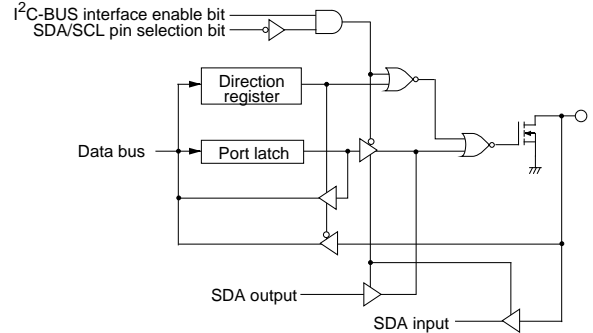 I²C-BUS interface enable bit
SDA/SCL pin selection bit
Direction
register
Data bus
Port latch
SDA output
SDA input